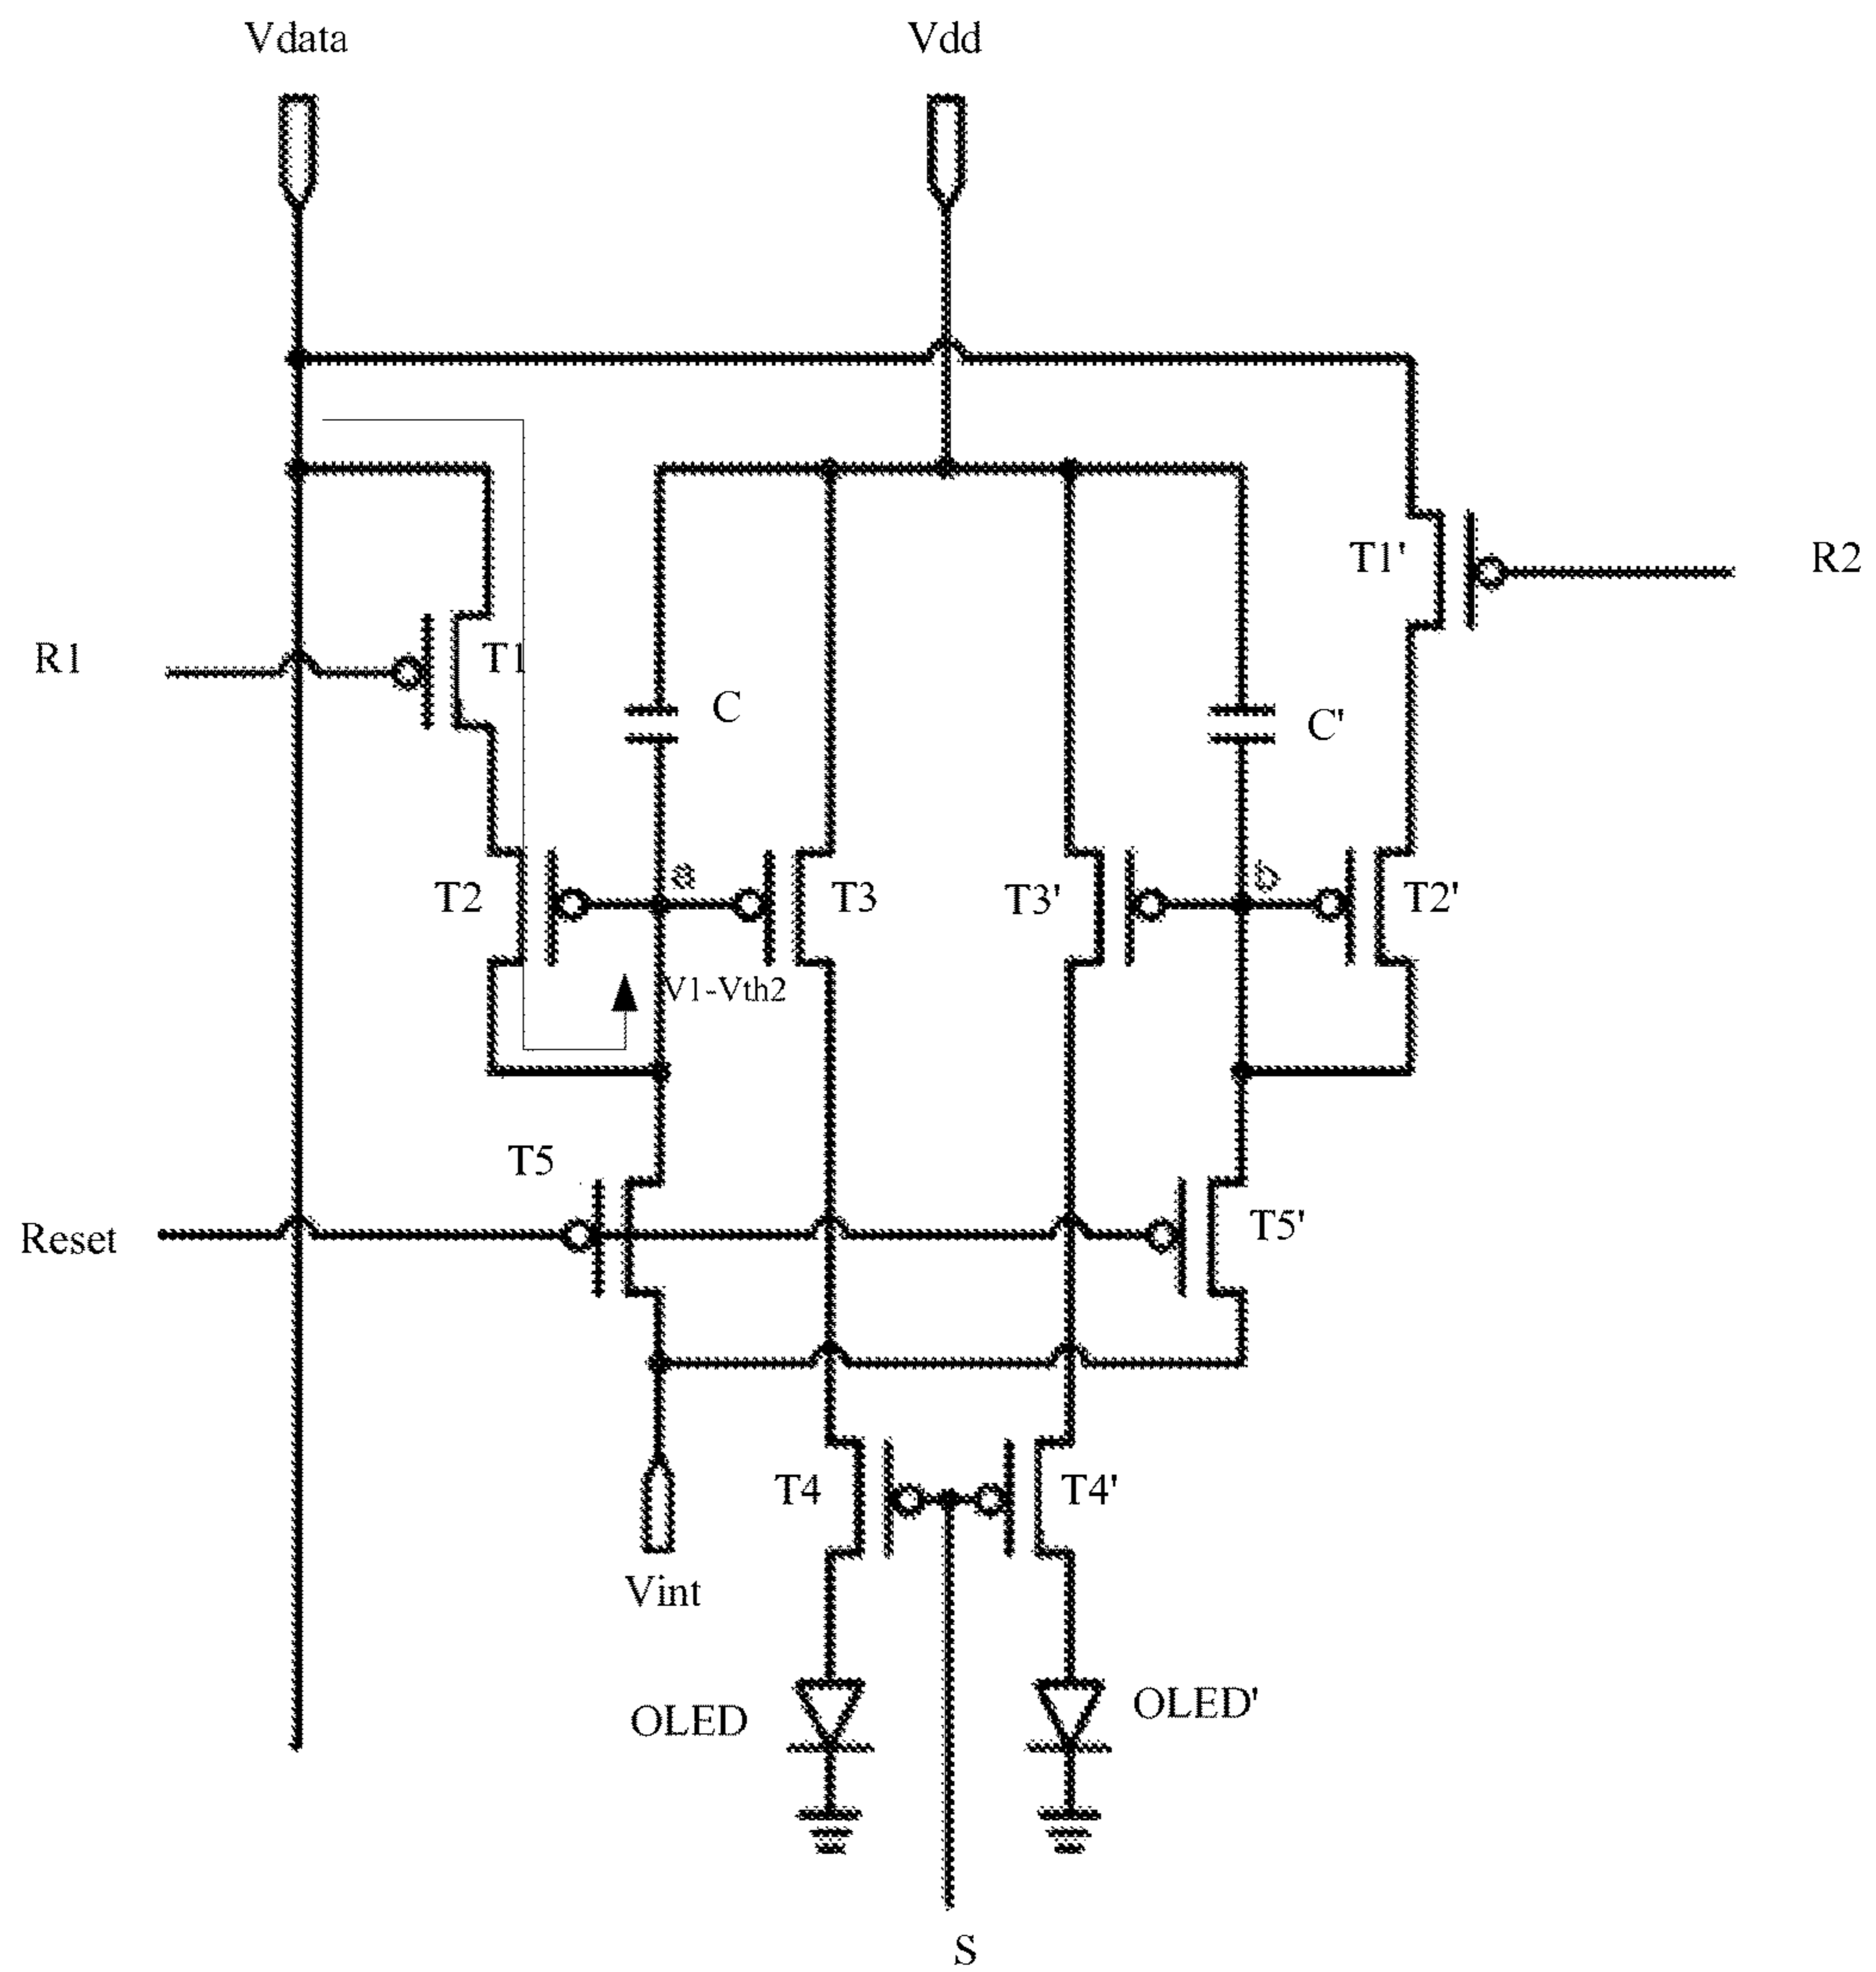 Vdata
Vdd
T1'
R2
R1
T1
C
C'
a
T2
T3
T3'
b
T2'
V1-Vth2
T5
T5'
Reset
T4
T4'
Vint
OLED
OLED'
S